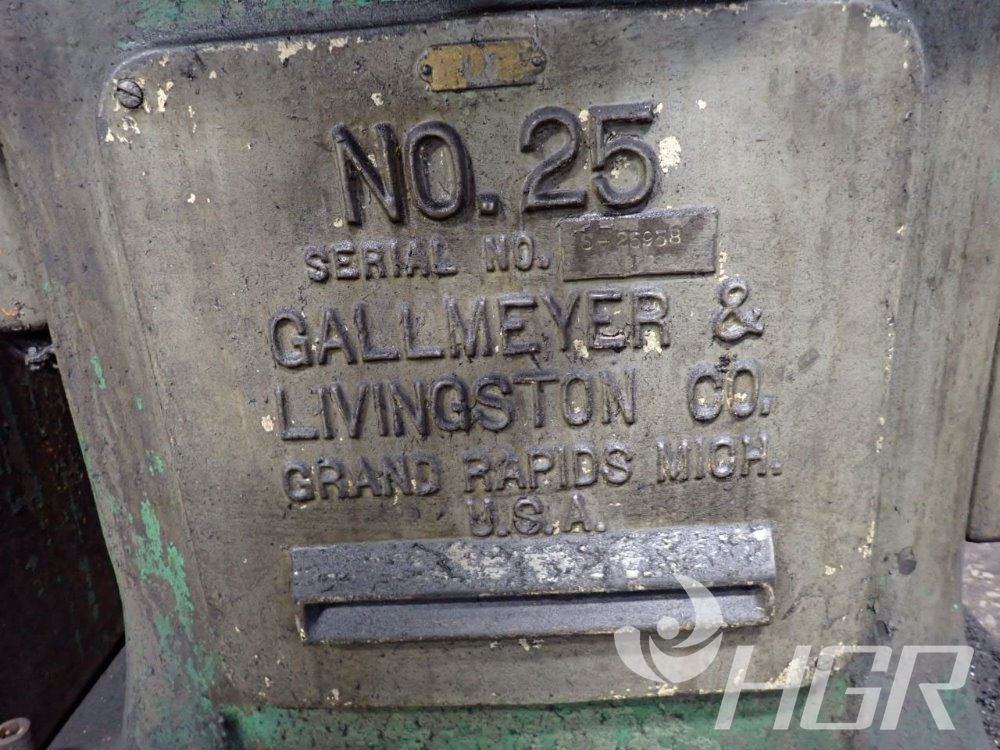 NO. 25
SERIAL NO. S-25958
GALLMEYER &
LIVINGSTON CO.
GRAND RAPIDS MICH.
U.S.A.
HGR